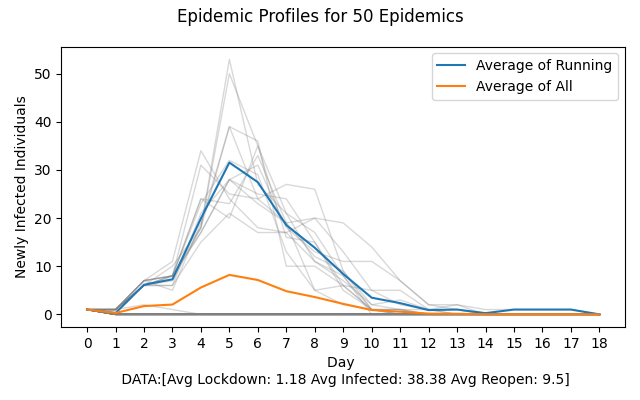 Epidemic Profiles for 50 Epidemics
Average of Running
Average of All
Newly Infected Individuals
50
40
30
20
10
0
0 1 2 3 4 5 6 7 8 9 10 11 12 13 14 15 16 17 18
Day
DATA:[Avg Lockdown: 1.18 Avg Infected: 38.38 Avg Reopen: 9.5]